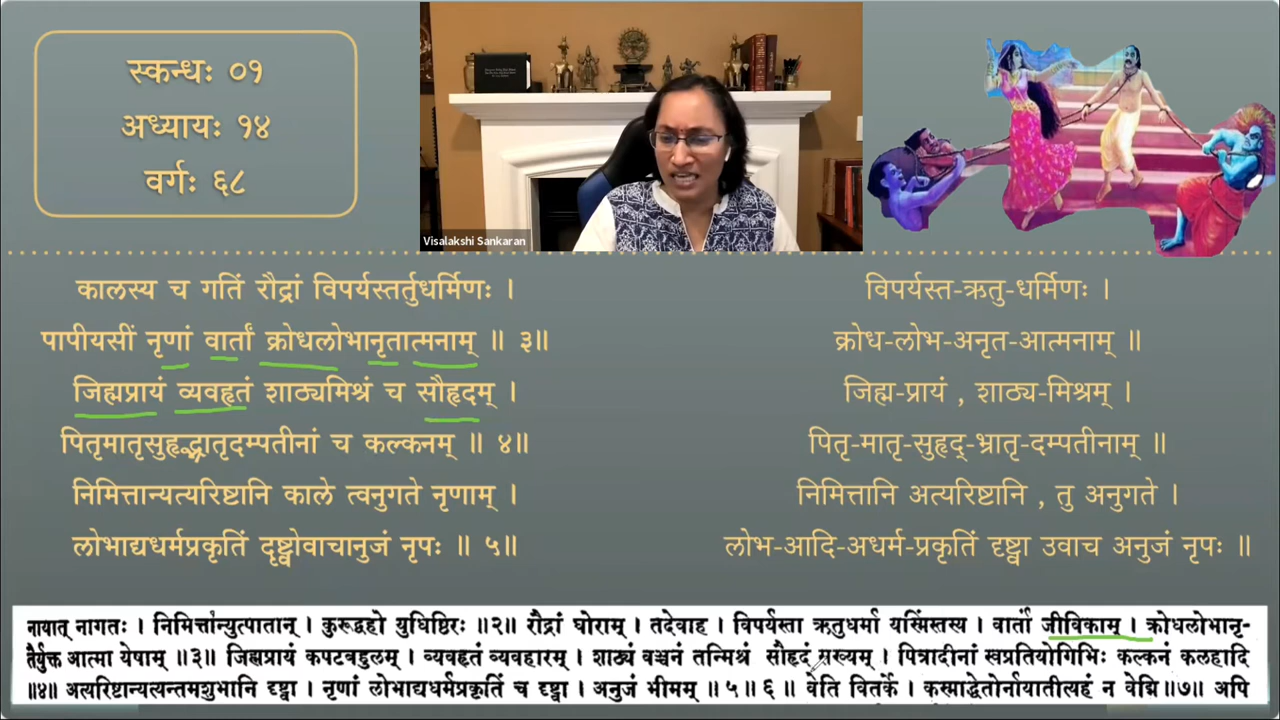 स्कन्धः ०१
अध्यायः १४
वर्गः ६८
Visalakshi Sankaran
कालस्य च गतिं रौद्रां विपर्यस्तर्तुधर्मिणः ।
पापीयसीं नृणां वार्तां क्रोधलोभानृतात्मनाम् ॥ ३॥
जिह्मप्रायं व्यवहृतं शाठ्यमिश्रं च सौहृदम् ।
पितृमातृसुहृद्भ्रातृदम्पतीनां च कल्कनम् ॥ ४॥
निमित्तान्यत्यरिष्टानि काले त्वनुगते नृणाम् ।
लोभाद्यधर्मप्रकृतिं दृष्ट्वोवाचानुजं नृपः ॥ ५॥
विपर्यस्त-ऋतु-धर्मिणः ।
क्रोध-लोभ-अनृत-आत्मनाम् ॥
जिह्म-प्रायं , शाठ्य-मिश्रम् ।
पितृ-मातृ-सुहृद्-भ्रातृ-दम्पतीनाम् ॥
निमित्तानि अत्यरिष्टानि , तु अनुगते ।
लोभ-आदि-अधर्म-प्रकृतिं दृष्ट्वा उवाच अनुजं नृपः ॥
नायात् नागतः । निमित्तान्युत्पातान् । कुरूद्वहो युधिष्ठिरः ॥२॥ रौद्रां घोराम् । तदेवाह । विपर्यस्ता ऋतुधर्मा यस्मिंस्तस्य । वार्तां जीविकाम् । क्रोधलोभानृ-
तैर्युक्त आत्मा येषाम् ॥३॥ जिह्मप्रायं कपटबहुलम् । व्यवहृतं व्यवहारम् । शाठ्यं वञ्चनं तन्मिश्रं सौहृदं सख्यम् । पित्रादीनां स्वप्रतियोगिभिः कल्कनं कलहादि
॥४॥ अत्यरिष्टान्यत्यन्तमशुभानि दृष्ट्वा । नृणां लोभाद्यधर्मप्रकृतिं च दृष्ट्वा । अनुजं भीमम् ॥५॥६॥ वेति वितर्के । कस्माद्धेतोर्नायातीत्यहं न वेद्मि॥७॥ अपि